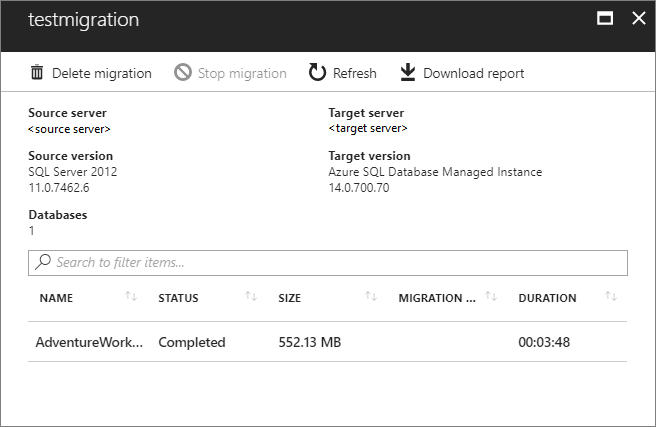 testmigration
Delete migration Stop migration Refresh Download report
Source server Target server
<source server> <target server>
Source version Target version
SQL Server 2012 Azure SQL Database Managed Instance
11.0.7462.6 14.0.700.70
Databases
1
Search to filter items...
NAME STATUS SIZE MIGRATION ... DURATION
AdventureWork... Completed 552.13 MB 00:03:48